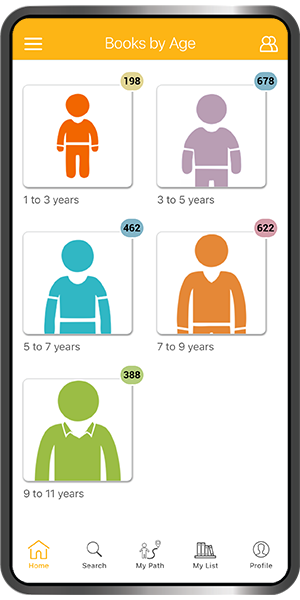 Books by Age
198
678
1 to 3 years
3 to 5 years
462
622
5 to 7 years
7 to 9 years
388
9 to 11 years
Home
Search
My Path
My List
Profile